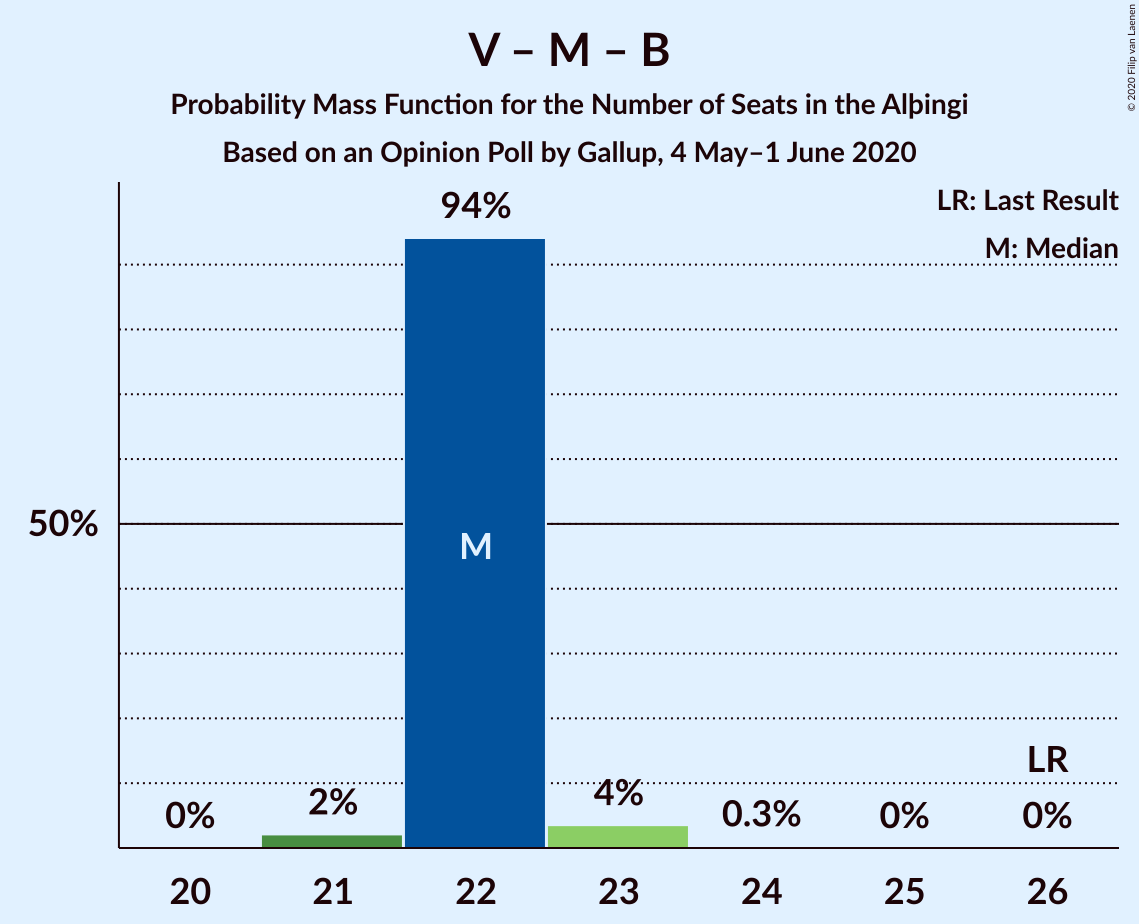 V – M – B
Probability Mass Function for the Number of Seats in the Alþingi
Based on an Opinion Poll by Gallup, 4 May–1 June 2020
© 2020 Filip van Laenen
LR: Last Result
M: Median
94%
50%
M
LR
0%
2%
4%
0.3%
0%
0%
20
21
22
23
24
25
26